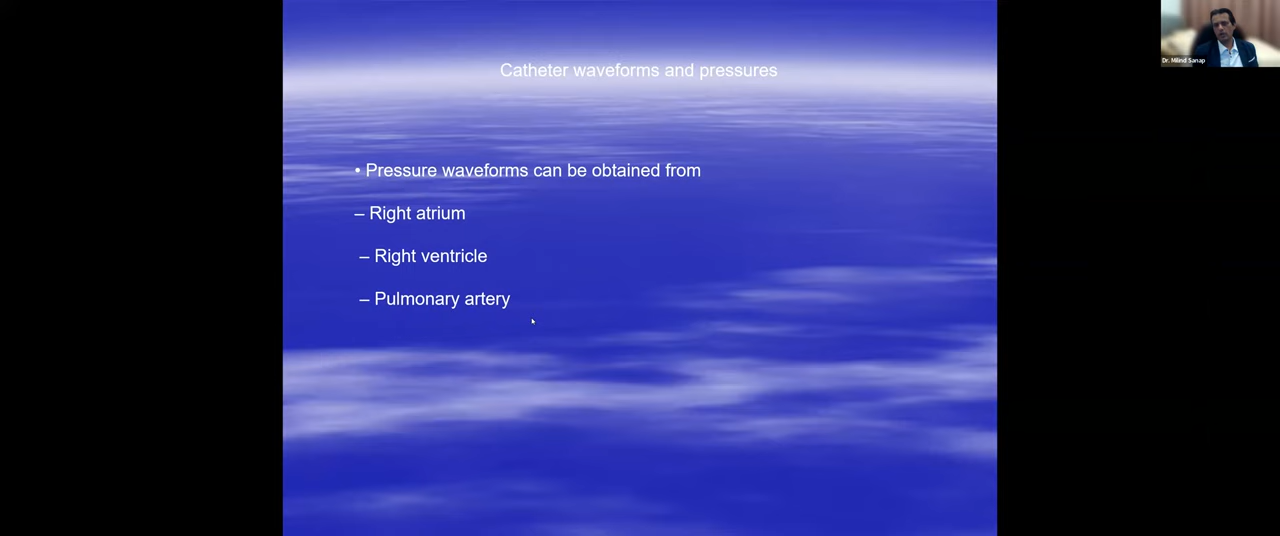 Catheter waveforms and pressures
Dr. Milind Sanap
• Pressure waveforms can be obtained from
– Right atrium
– Right ventricle
– Pulmonary artery